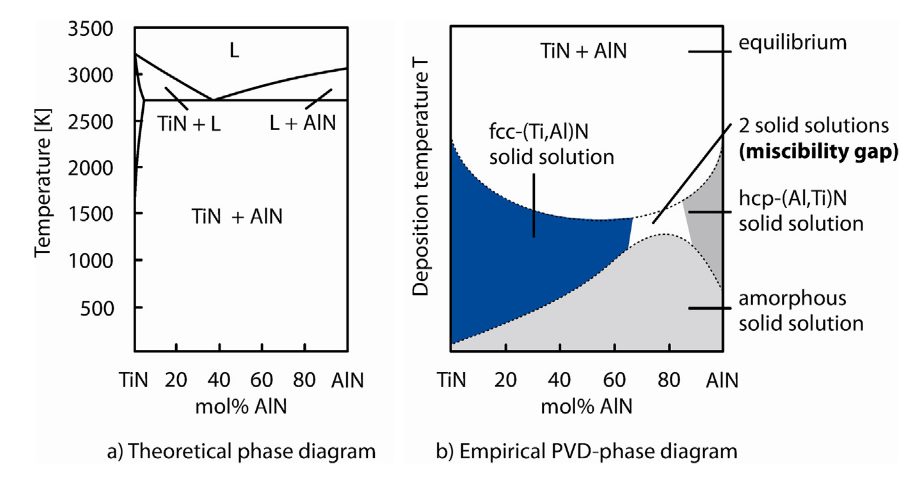 3500
3000
2500
2000
1500
1000
500
Temperature [K]
L
TiN + L
L + AlN
TiN + AlN
TiN 20 40 60 80 AlN
mol% AlN
a) Theoretical phase diagram
Deposition temperature T
TiN + AlN
equilibrium
fcc-(Ti,Al)N
solid solution
2 solid solutions
(miscibility gap)
hcp-(Al,Ti)N
solid solution
amorphous
solid solution
TiN 20 40 60 80 AlN
mol% AlN
b) Empirical PVD-phase diagram